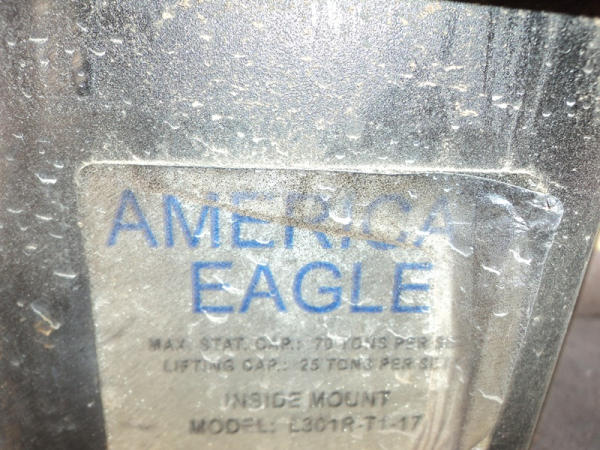 AMERICA
EAGLE
MAX. STAT. CAP.: 70 TONS PER S
LIFTING CAP.: 25 TONS PER SE
INSIDE MOUNT
MODEL: L301R-T1-17